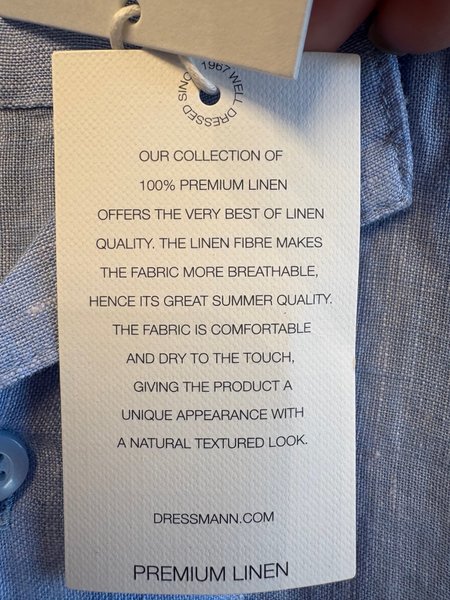 SINCE 1967 WELL DRESSED
OUR COLLECTION OF
100% PREMIUM LINEN
OFFERS THE VERY BEST OF LINEN
QUALITY. THE LINEN FIBRE MAKES
THE FABRIC MORE BREATHABLE,
HENCE ITS GREAT SUMMER QUALITY.
THE FABRIC IS COMFORTABLE
AND DRY TO THE TOUCH,
GIVING THE PRODUCT A
UNIQUE APPEARANCE WITH
A NATURAL TEXTURED LOOK.
DRESSMANN.COM
PREMIUM LINEN